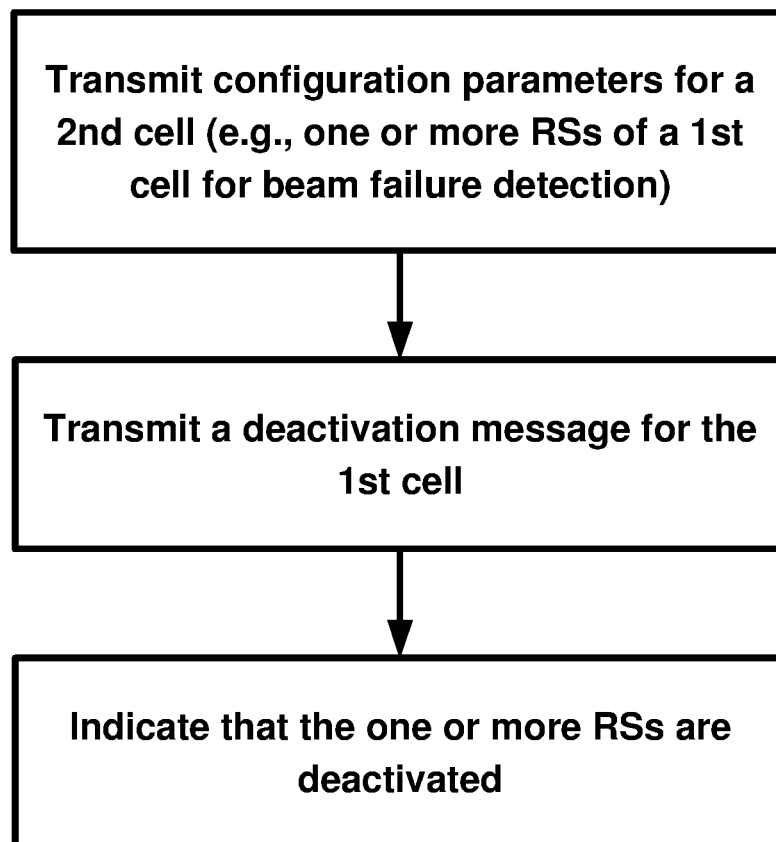 Transmit configuration parameters for a
2nd cell (e.g., one or more RSs of a 1st
cell for beam failure detection)
Transmit a deactivation message for the
1st cell
Indicate that the one or more RSs are
deactivated